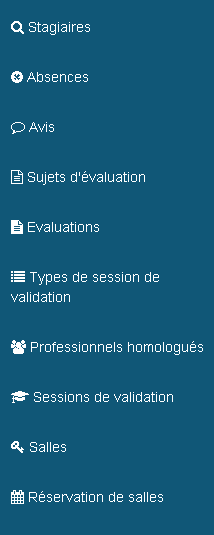 Stagiaires
Absences
Avis
Sujets d'évaluation
Evaluations
Types de session de
validation
Professionnels homologués
Sessions de validation
Salles
Réservation de salles